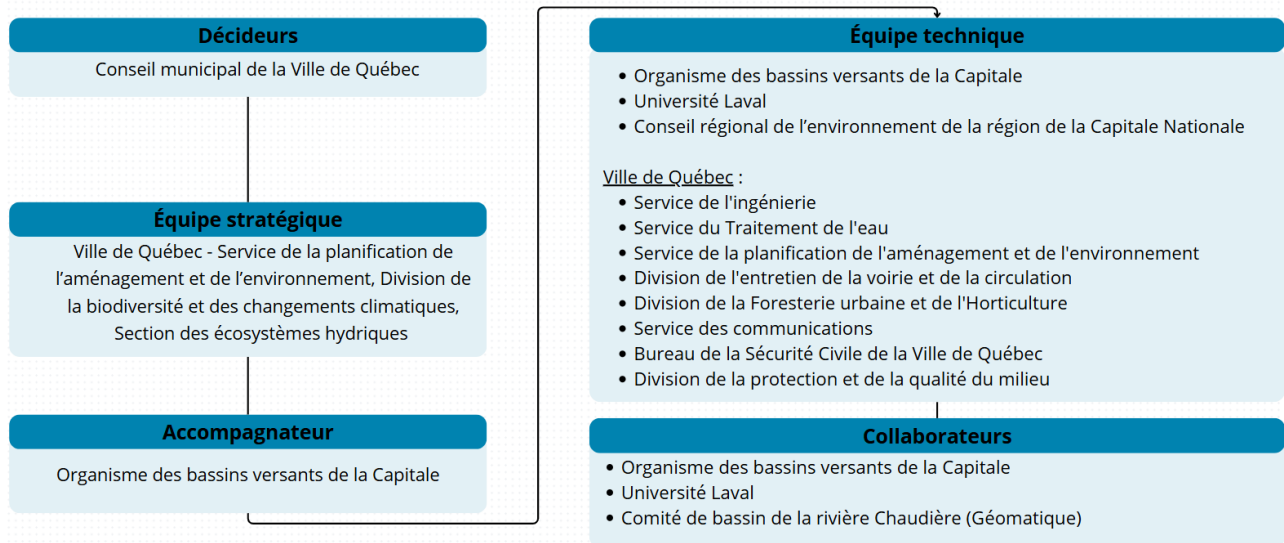 Décideurs
Conseil municipal de la Ville de Québec
Équipe stratégique
Ville de Québec - Service de la planification de
l’aménagement et de l’environnement, Division de
la biodiversité et des changements climatiques,
Section des écosystèmes hydriques
Accompagnateur
Organisme des bassins versants de la Capitale
Équipe technique
• Organisme des bassins versants de la Capitale
• Université Laval
• Conseil régional de l’environnement de la région de la Capitale Nationale
Ville de Québec :
• Service de l'ingénierie
• Service du Traitement de l'eau
• Service de la planification de l'aménagement et de l'environnement
• Division de l'entretien de la voirie et de la circulation
• Division de la Foresterie urbaine et de l'Horticulture
• Service des communications
• Bureau de la Sécurité Civile de la Ville de Québec
• Division de la protection et de la qualité du milieu
Collaborateurs
• Organisme des bassins versants de la Capitale
• Université Laval
• Comité de bassin de la rivière Chaudière (Géomatique)